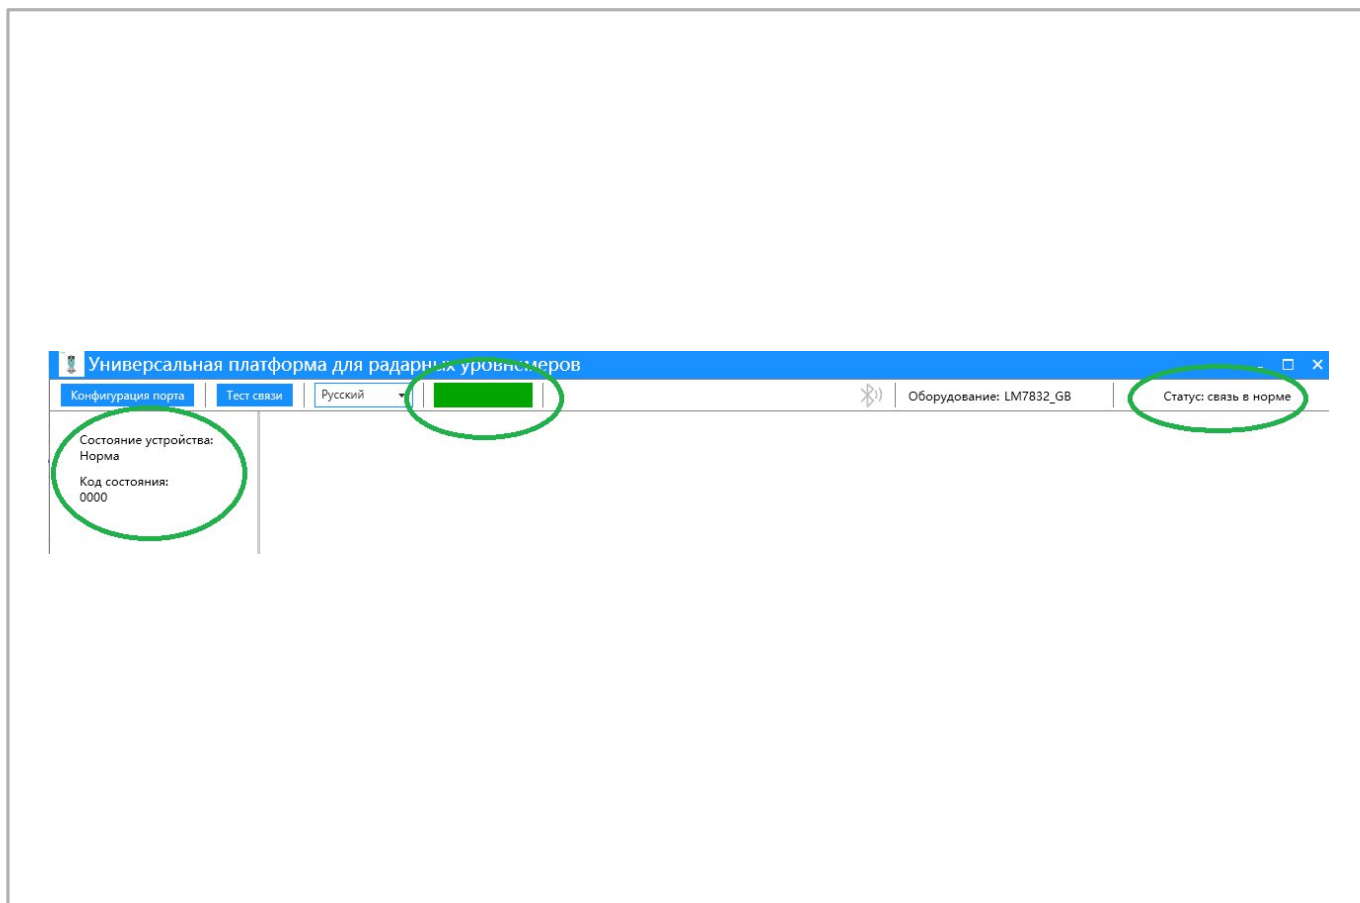 Универсальная платформа для радарных уровнемеров
Конфигурация порта
Тест связи
Русский
Оборудование: LM7832_GB
Статус: связь в норме
Состояние устройства:
Норма
Код состояния:
0000